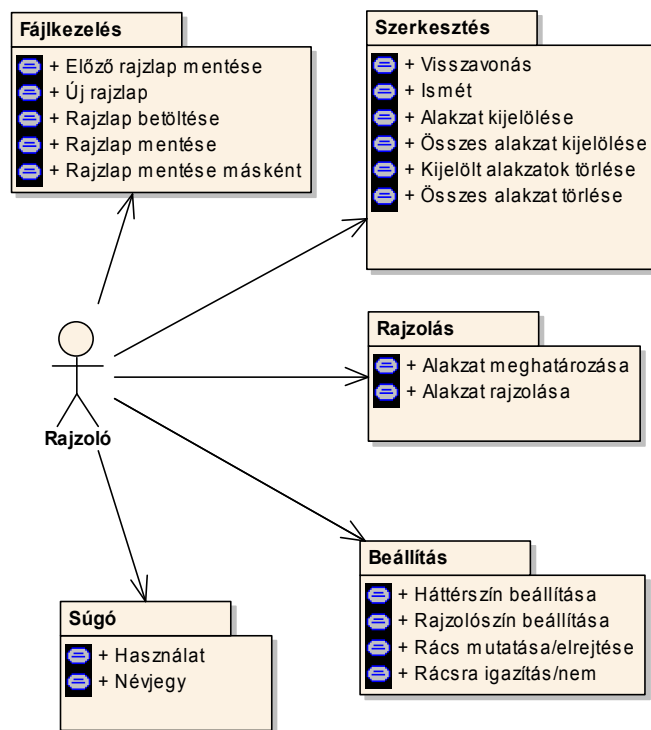 Fájlkezelés
+ Előző rajzlap mentése
+ Új rajzlap
+ Rajzlap betöltése
+ Rajzlap mentése
+ Rajzlap mentése másként
Szerkesztés
+ Visszavonás
+ Ismét
+ Alakzat kijelölése
+ Összes alakzat kijelölése
+ Kijelölt alakzatok törlése
+ Összes alakzat törlése
Rajzolás
+ Alakzat meghatározása
+ Alakzat rajzolása
Rajzoló
Beállítás
+ Háttérszín beállítása
+ Rajzolószín beállítása
+ Rács mutatása/elrejtése
+ Rácsra igazítás/nem
Súgó
+ Használat
+ Névjegy